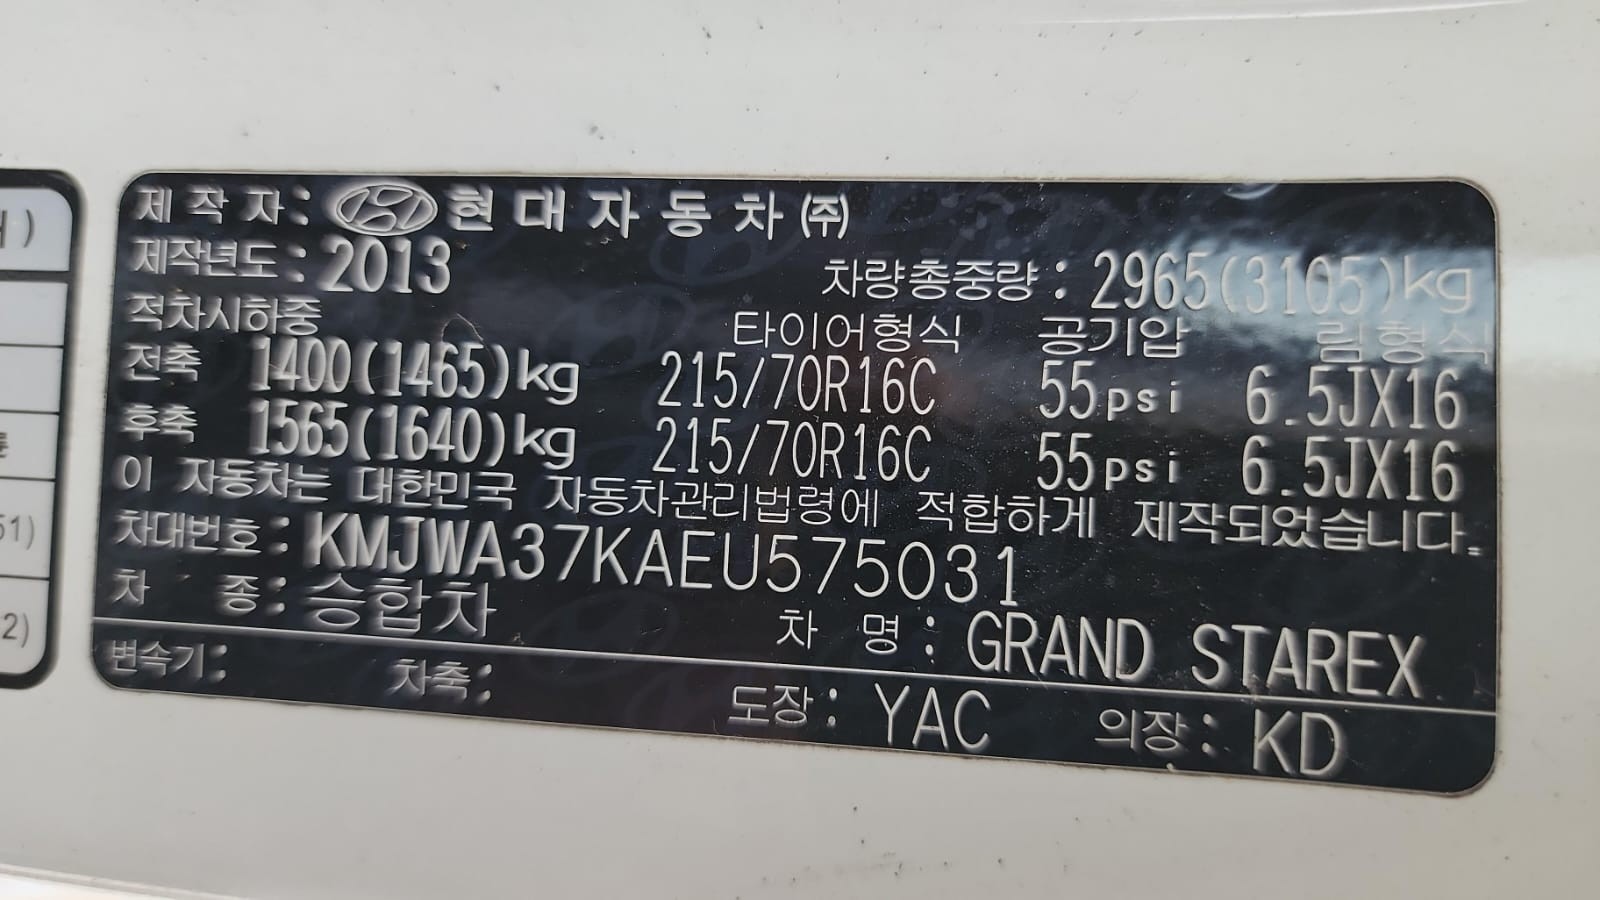 제 작 자 : 현 대 자 동 차 ㈜
제작년도 : 2013
차량총중량 : 2965(3105)kg
적차시하중 타이어형식 공기압 림형식
전축 1400(1465)kg 215/70R16C 55psi 6.5JX16
후축 1565(1640)kg 215/70R16C 55psi 6.5JX16
이 자동차는 대한민국 자동차관리법령에 적합하게 제작되었습니다.
차대번호 : KMJWA37KAEU575031
차 종 : 승합차 차 명 : GRAND STAREX
변속기: 차축: 도장: YAC 의장: KD
)
51)
2)